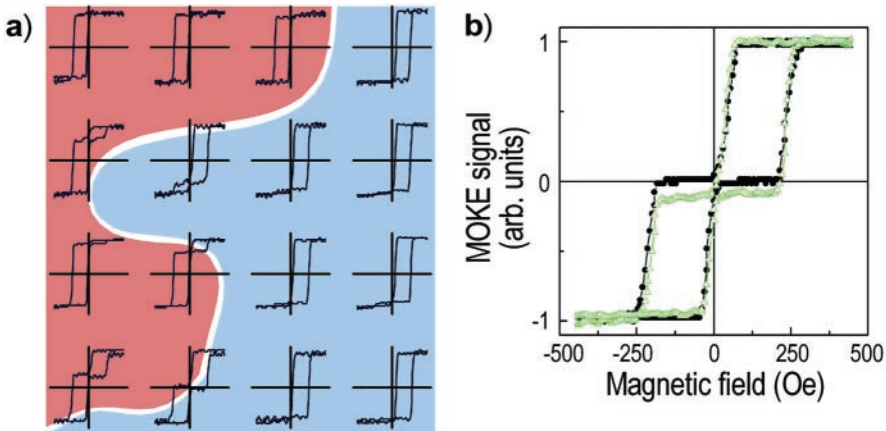 a)
b)
1
0
-1
MOKE signal
(arb. units)
-500
-250
0
250
500
Magnetic field (Oe)